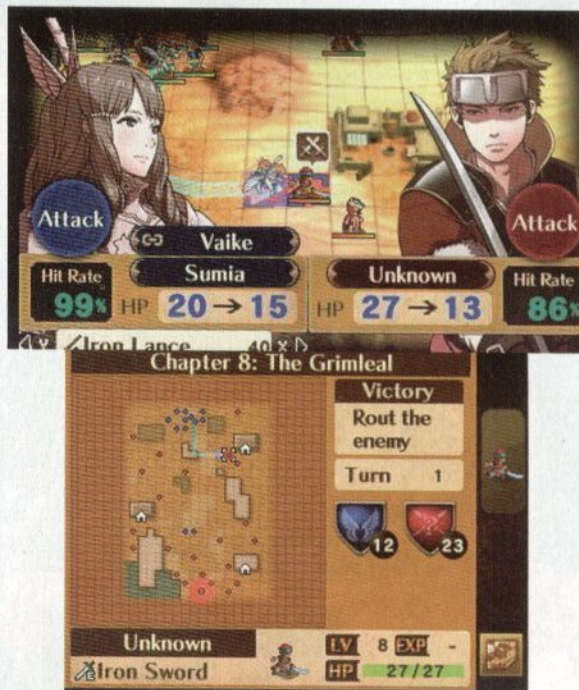 Attack
Vaike
Sumia
Hit Rate
99%
HP 20 → 15
Attack
Unknown
Hit Rate
86%
HP 27 → 13
Y Iron Lance 40 X
Chapter 8: The Grimleal
Victory
Rout the
enemy
Turn 1
12
23
Unknown
Iron Sword
LV 8 EXP -
HP 27/27